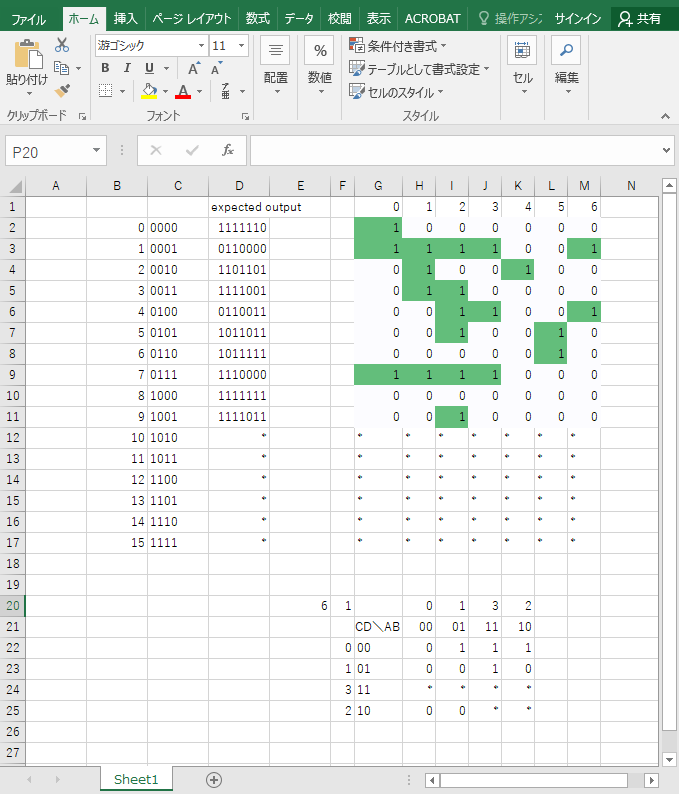 ファイル ホーム 挿入 ページ レイアウト 数式 データ 校閲 表示 ACROBAT 操作アシ サインイン 共有
貼り付け
游ゴシック 11
B I U A A
A 亜
配置
%
数値
条件付き書式
テーブルとして書式設定
セルのスタイル
セル
編集
クリップボード フォント スタイル
P20 fx
A B C D E F G H I J K L M N
1 expected output 0 1 2 3 4 5 6
2 0 0000 1111110 1 0 0 0 0 0 0
3 1 0001 0110000 1 1 1 1 0 0 1
4 2 0010 1101101 0 1 0 0 1 0 0
5 3 0011 1111001 0 1 1 0 0 0 0
6 4 0100 0110011 0 0 1 1 0 0 1
7 5 0101 1011011 0 0 1 0 0 1 0
8 6 0110 1011111 0 0 0 0 0 1 0
9 7 0111 1110000 1 1 1 1 0 0 0
10 8 1000 1111111 0 0 0 0 0 0 0
11 9 1001 1111011 0 0 1 0 0 0 0
12 10 1010 * * * * * * * *
13 11 1011 * * * * * * * *
14 12 1100 * * * * * * * *
15 13 1101 * * * * * * * *
16 14 1110 * * * * * * * *
17 15 1111 * * * * * * * *
18
19
20 6 1 0 1 3 2
21 CD＼AB 00 01 11 10
22 0 00 0 1 1 1
23 1 01 0 0 1 0
24 3 11 * * * *
25 2 10 0 0 * *
26
27
Sheet1